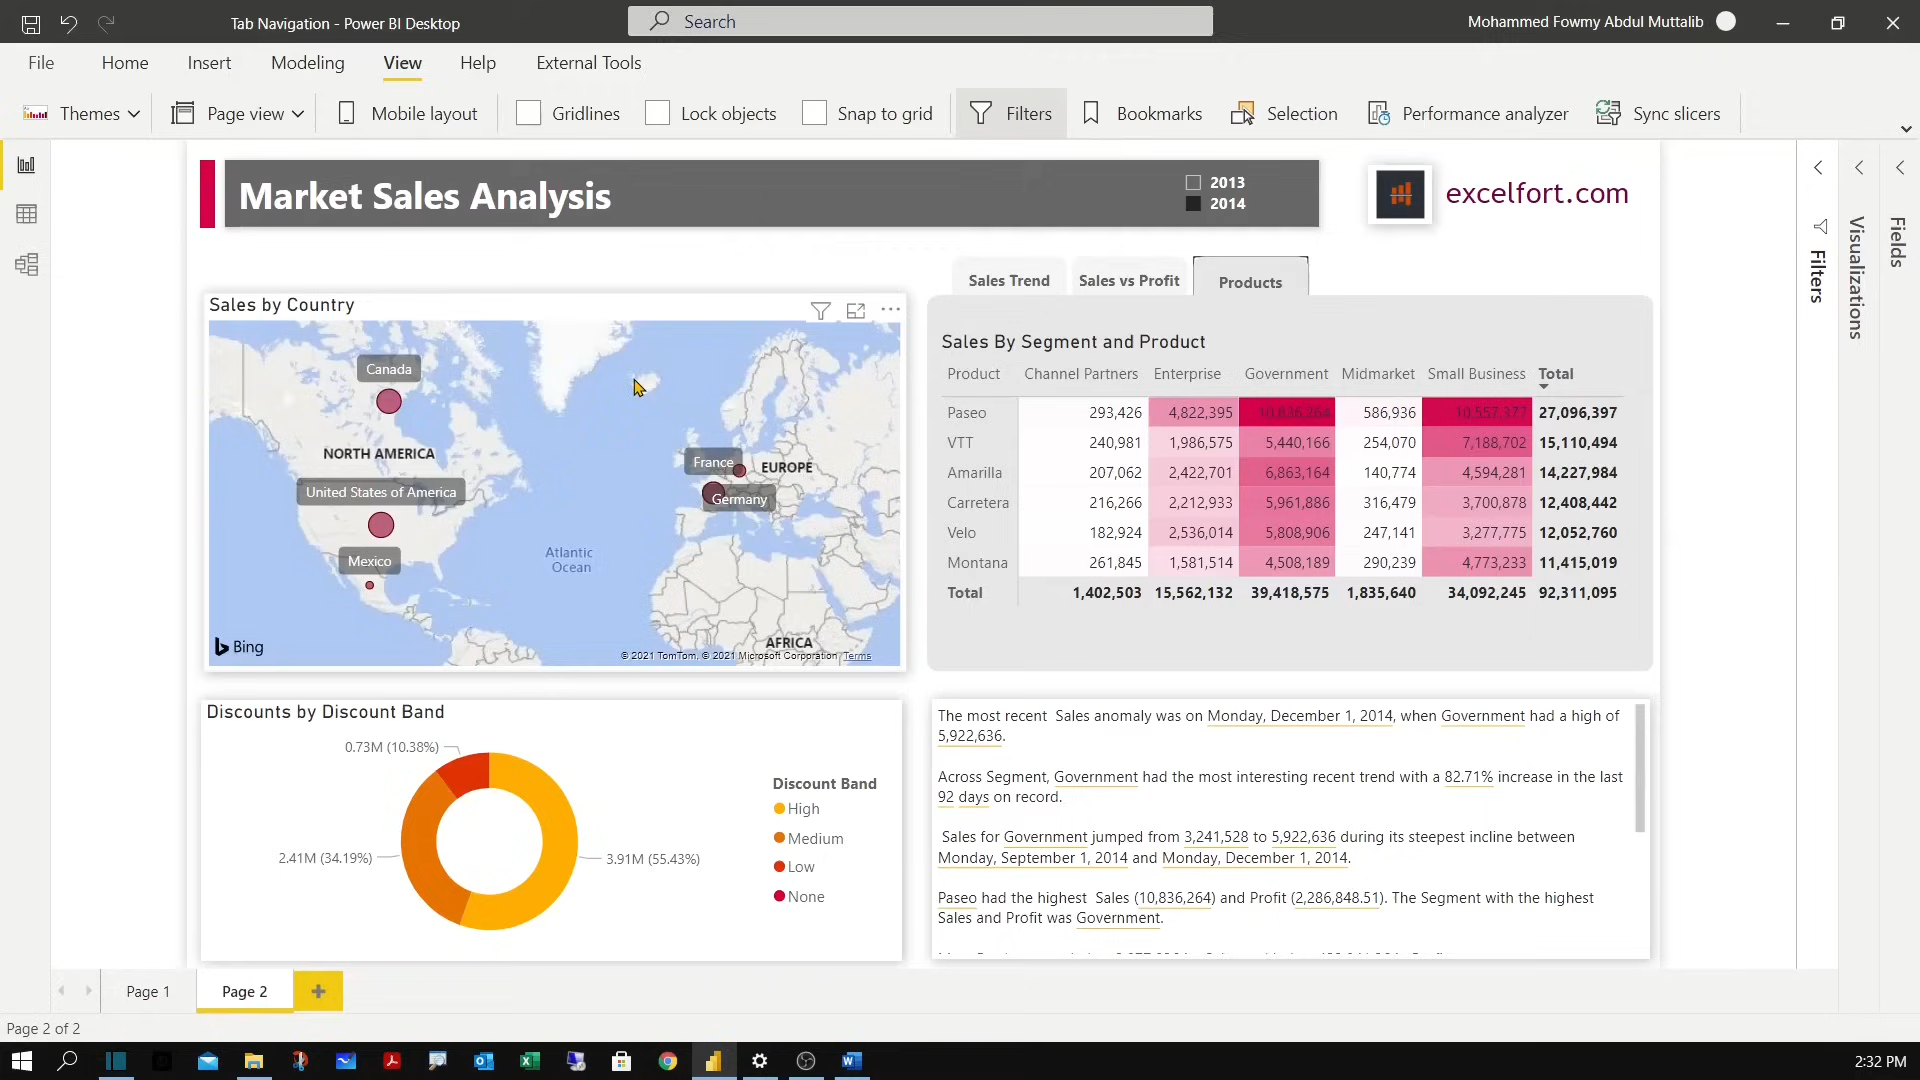 Tab Navigation - Power BI Desktop
Search
Mohammed Fowmy Abdul Muttalib
File Home Insert Modeling View Help External Tools
Themes Page view Mobile layout Gridlines Lock objects Snap to grid Filters Bookmarks Selection Performance analyzer Sync slicers
Market Sales Analysis
2013
2014
excelfort.com
Sales Trend Sales vs Profit Products
Sales by Country
Canada
NORTH AMERICA
United States of America
Mexico
Atlantic
Ocean
France
EUROPE
Germany
AFRICA
Bing
© 2021 TomTom, © 2021 Microsoft Corporation Terms
Sales By Segment and Product
Product Channel Partners Enterprise Government Midmarket Small Business Total
Paseo 293,426 4,822,395 10,836,264 586,936 10,557,377 27,096,397
VTT 240,981 1,986,575 5,440,166 254,070 7,188,702 15,110,494
Amarilla 207,062 2,422,701 6,863,164 140,774 4,594,281 14,227,984
Carretera 216,266 2,212,933 5,961,886 316,479 3,700,878 12,408,442
Velo 182,924 2,536,014 5,808,906 247,141 3,277,775 12,052,760
Montana 261,845 1,581,514 4,508,189 290,239 4,773,233 11,415,019
Total 1,402,503 15,562,132 39,418,575 1,835,640 34,092,245 92,311,095
Discounts by Discount Band
0.73M (10.38%)
2.41M (34.19%)
3.91M (55.43%)
Discount Band
High
Medium
Low
None
The most recent Sales anomaly was on Monday, December 1, 2014, when Government had a high of
5,922,636.
Across Segment, Government had the most interesting recent trend with a 82.71% increase in the last
92 days on record.
Sales for Government jumped from 3,241,528 to 5,922,636 during its steepest incline between
Monday, September 1, 2014 and Monday, December 1, 2014.
Paseo had the highest Sales (10,836,264) and Profit (2,286,848.51). The Segment with the highest
Sales and Profit was Government.
Filters
Visualizations
Fields
Page 1 Page 2
Page 2 of 2
2:32 PM